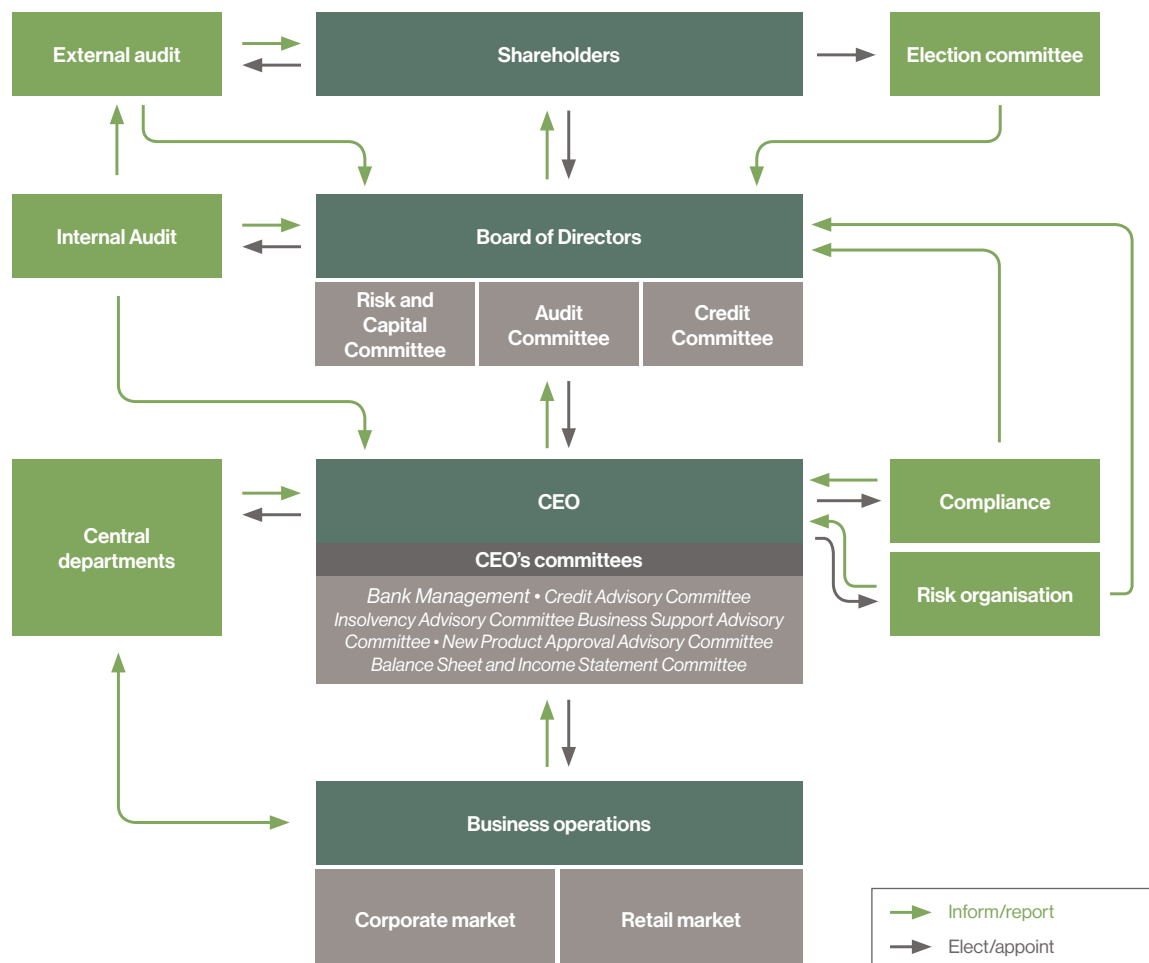 External audit
Shareholders
Election committee
Internal Audit
Board of Directors
Risk and
Capital
Committee
Audit
Committee
Credit
Committee
Central
departments
CEO
Compliance
CEO's committees
Risk organisation
Bank Management • Credit Advisory Committee
Insolvency Advisory Committee Business Support Advisory
Committee • New Product Approval Advisory Committee
Balance Sheet and Income Statement Committee
Business operations
Corporate market
Retail market
Inform/report
Elect/appoint